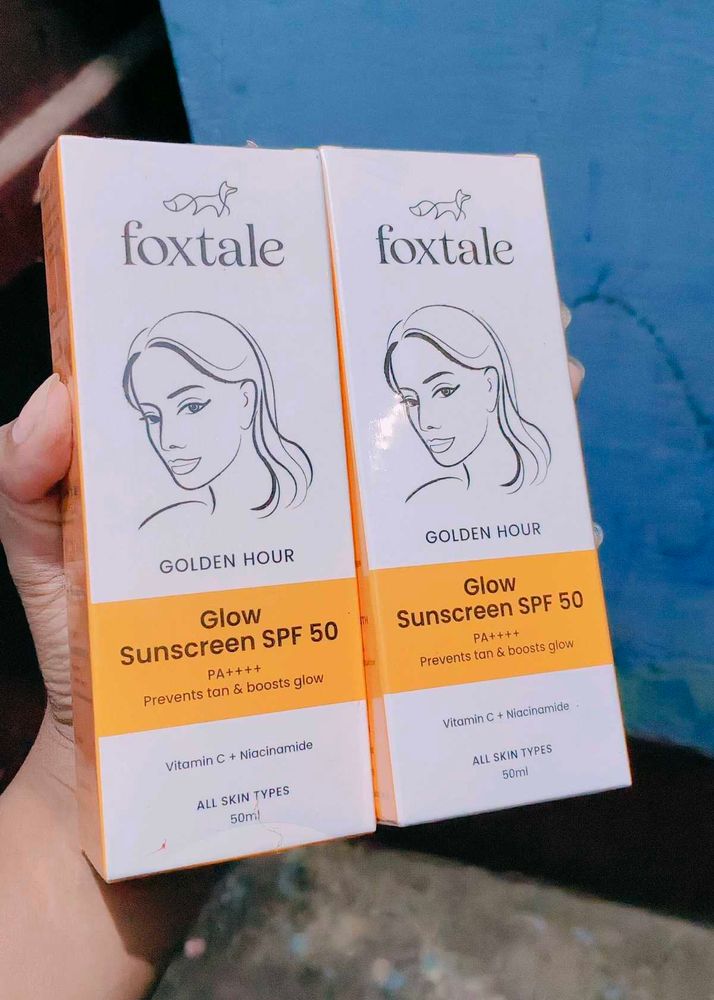 foxtale
GOLDEN HOUR
Glow
Sunscreen SPF 50
PA++++
Prevents tan & boosts glow
Vitamin C + Niacinamide
ALL SKIN TYPES
50ml
foxtale
GOLDEN HOUR
Glow
Sunscreen SPF 50
PA++++
Prevents tan & boosts glow
Vitamin C + Niacinamide
ALL SKIN TYPES
50ml